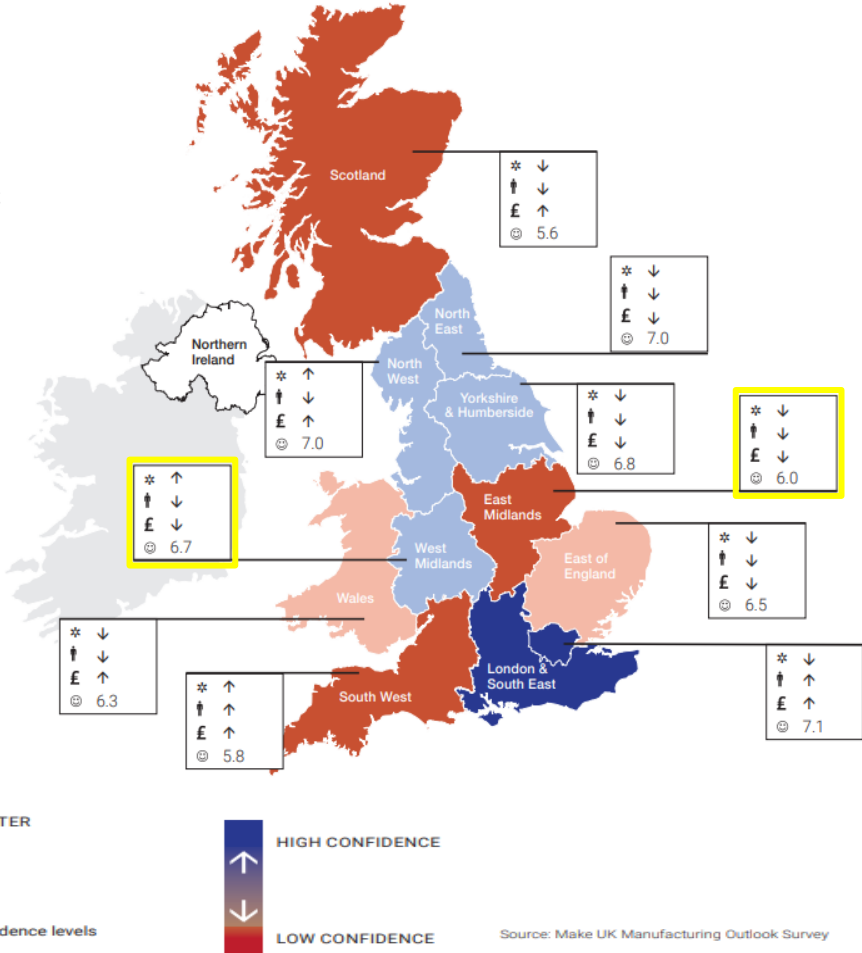 Scotland
↓
↓
£ ↑
5.6
↓
↓
£ ↓
7.0
North
East
Northern
Ireland
North
West
↑
↓
£ ↑
7.0
Yorkshire
& Humberside
↓
↓
£ ↓
6.8
↓
↓
£ ↓
6.0
East
Midlands
↑
↓
£ ↓
6.7
West
Midlands
East of
England
↓
↓
£ ↓
6.5
Wales
↓
↓
£ ↑
6.3
London &
South East
↓
↑
£ ↑
7.1
South West
↑
↑
£ ↑
5.8
TER
HIGH CONFIDENCE
↑
↓
dence levels
LOW CONFIDENCE
Source: Make UK Manufacturing Outlook Survey